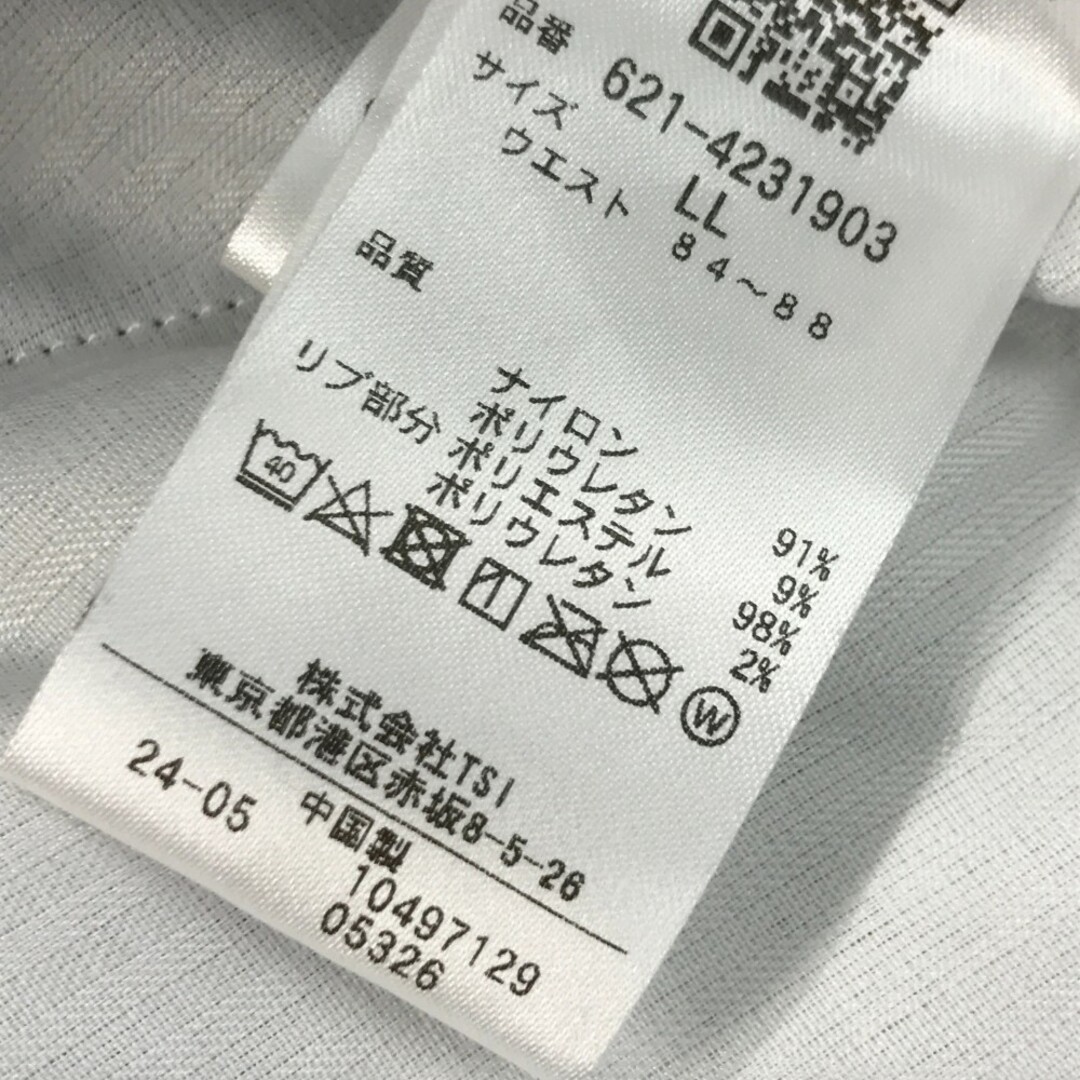 品番 621-4231903
サイズ LL
ウエスト 84～88
品質
ナイロン 91%
ポリウレタン 9%
リブ部分 ポリエステル 98%
ポリウレタン 2%
40
W
株式会社TSI
東京都港区赤坂8-5-26
24-05 中国製
10497129
05326